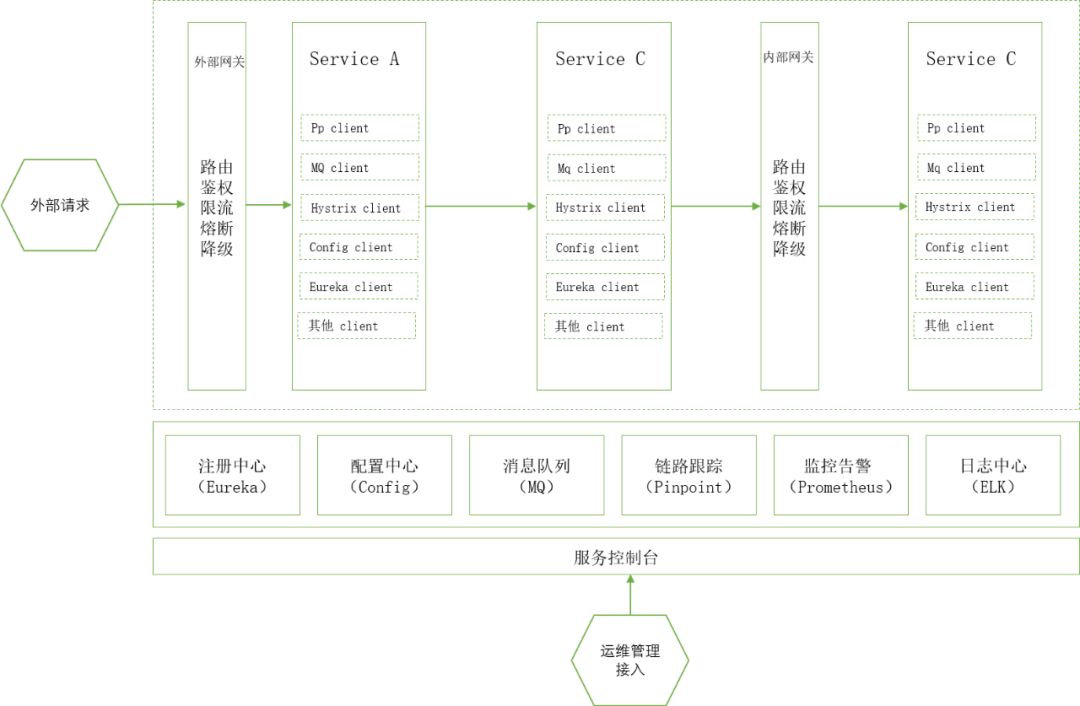 外部请求
外部网关
路由
鉴权
限流
熔断
降级
Service A
Pp client
MQ client
Hystrix client
Config client
Eureka client
其他 client
Service C
Pp client
Mq client
Hystrix client
Config client
Eureka client
其他 client
内部网关
路由
鉴权
限流
熔断
降级
Service C
Pp client
Mq client
Hystrix client
Config client
Eureka client
其他 client
注册中心
（Eureka）
配置中心
（Config）
消息队列
（MQ）
链路跟踪
（Pinpoint）
监控告警
（Prometheus）
日志中心
（ELK）
服务控制台
运维管理
接入